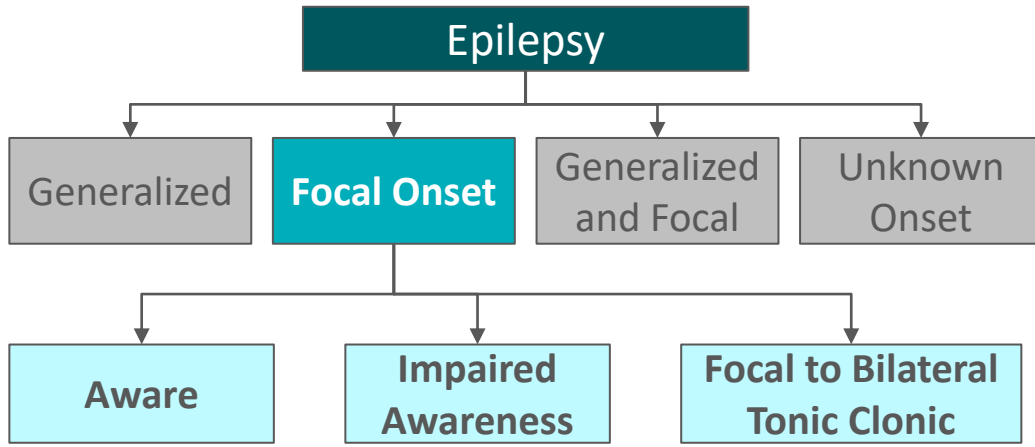 Epilepsy
Generalized
Focal Onset
Generalized
and Focal
Unknown
Onset
Aware
Impaired
Awareness
Focal to Bilateral
Tonic Clonic